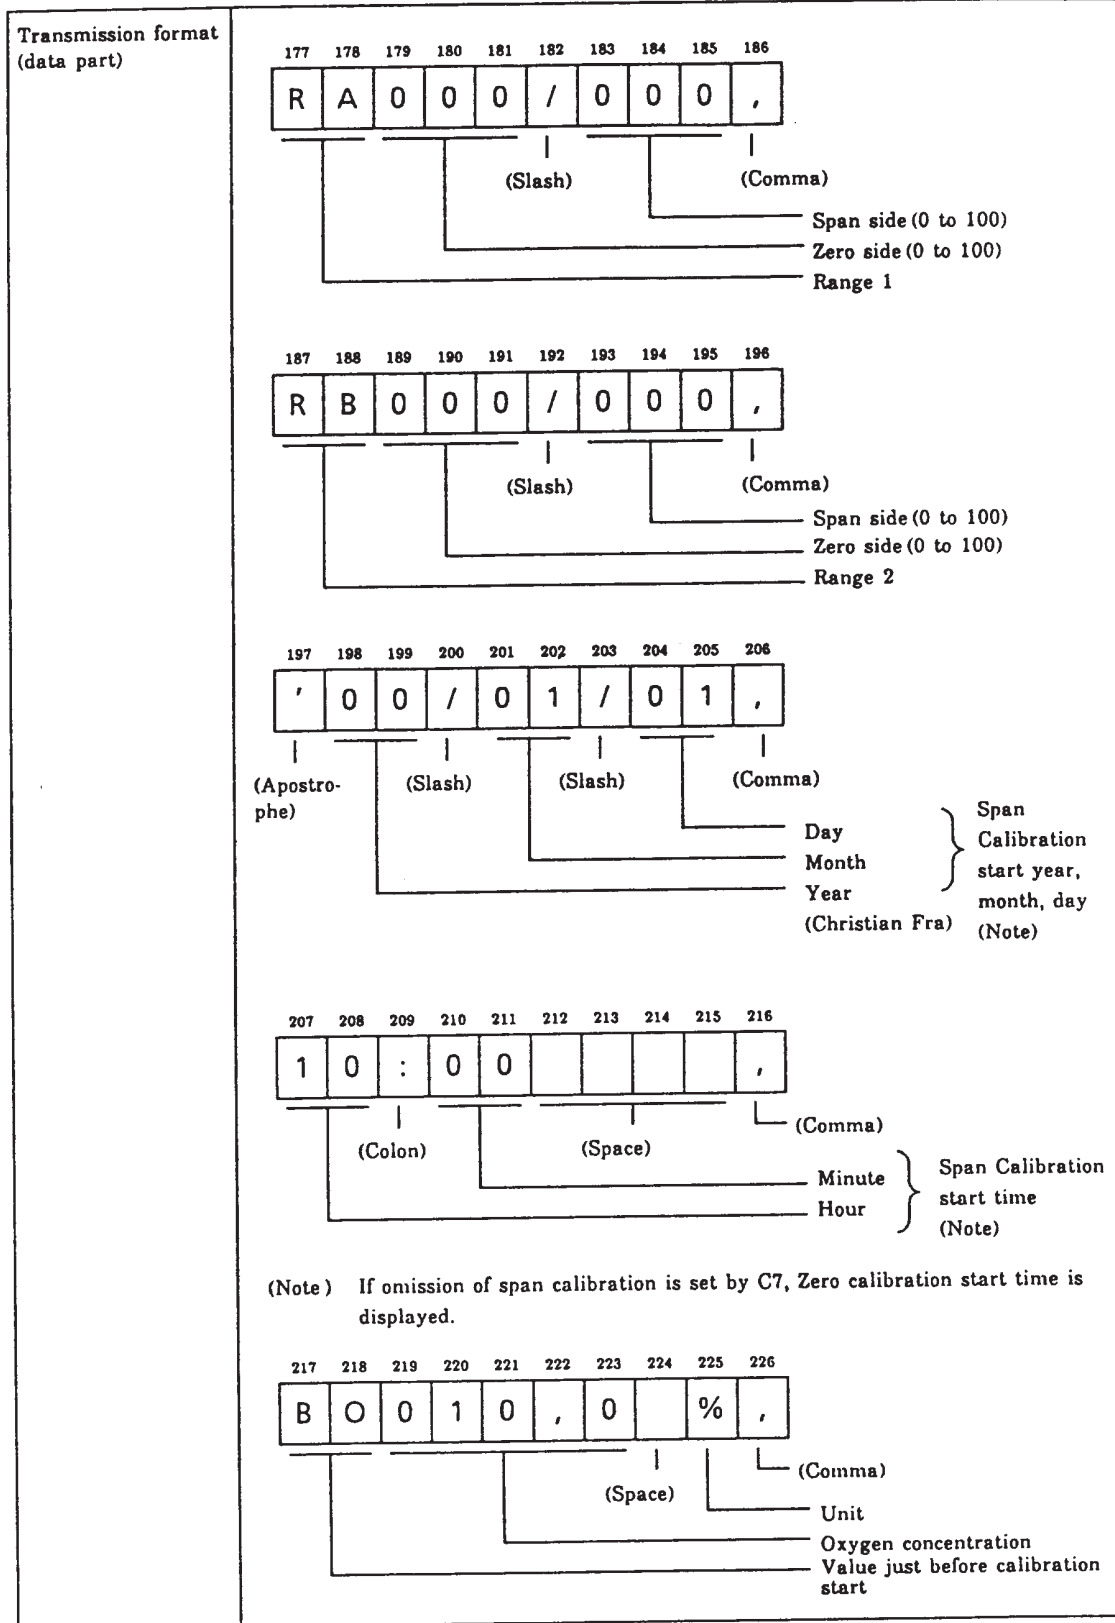 Transmission format
(data part)
177 178 179 180 181 182 183 184 185 186
R A 0 0 0 / 0 0 0 ,
(Slash) (Comma)
Span side (0 to 100)
Zero side (0 to 100)
Range 1
187 188 189 190 191 192 193 194 195 196
R B 0 0 0 / 0 0 0 ,
(Slash) (Comma)
Span side (0 to 100)
Zero side (0 to 100)
Range 2
197 198 199 200 201 202 203 204 205 206
' 0 0 / 0 1 / 0 1 ,
(Apostro-
phe)
(Slash) (Slash) (Comma)
Day
Month
Year
(Christian Fra)
Span
Calibration
start year,
month, day
(Note)
207 208 209 210 211 212 213 214 215 216
1 0 : 0 0 ,
(Colon) (Space) (Comma)
Minute
Hour
Span Calibration
start time
(Note)
(Note) If omission of span calibration is set by C7, Zero calibration start time is
displayed.
217 218 219 220 221 222 223 224 225 226
B O 0 1 0 , 0 % ,
(Space) (Comma)
Unit
Oxygen concentration
Value just before calibration
start